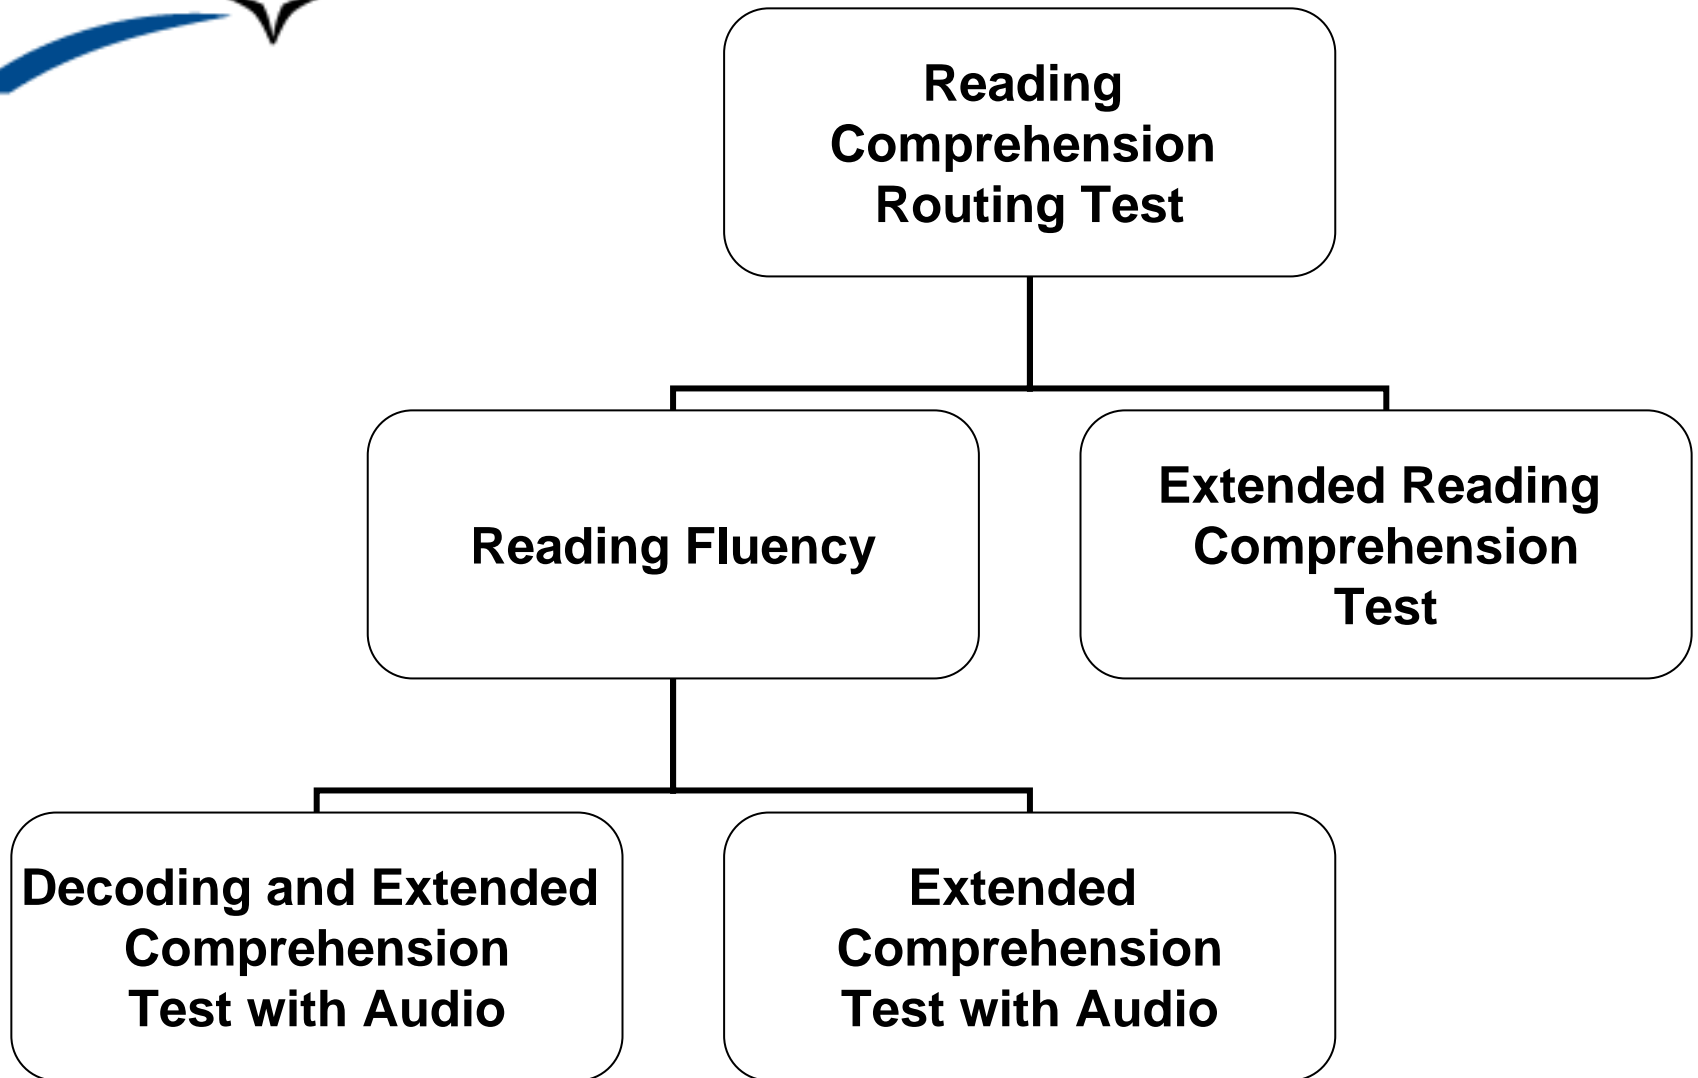 Reading
Comprehension
Routing Test
Reading Fluency
Extended Reading
Comprehension
Test
Decoding and Extended
Comprehension
Test with Audio
Extended
Comprehension
Test with Audio